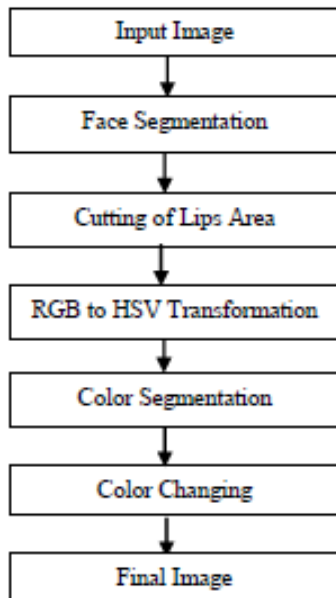 Input Image
Face Segmentation
Cutting of Lips Area
RGB to HSV Transformation
Color Segmentation
Color Changing
Final Image